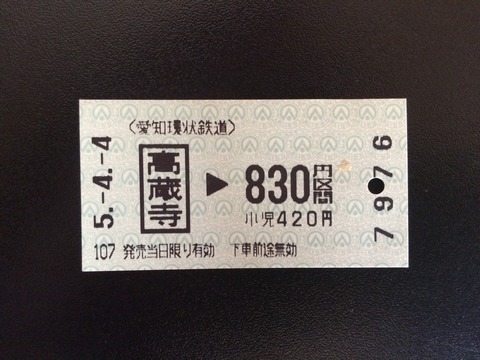 (愛知環状鉄道)
5.-4.-4
高蔵寺 ▶ 830円区間
小児420円
7976
107 発売当日限り有効 下車前途無効